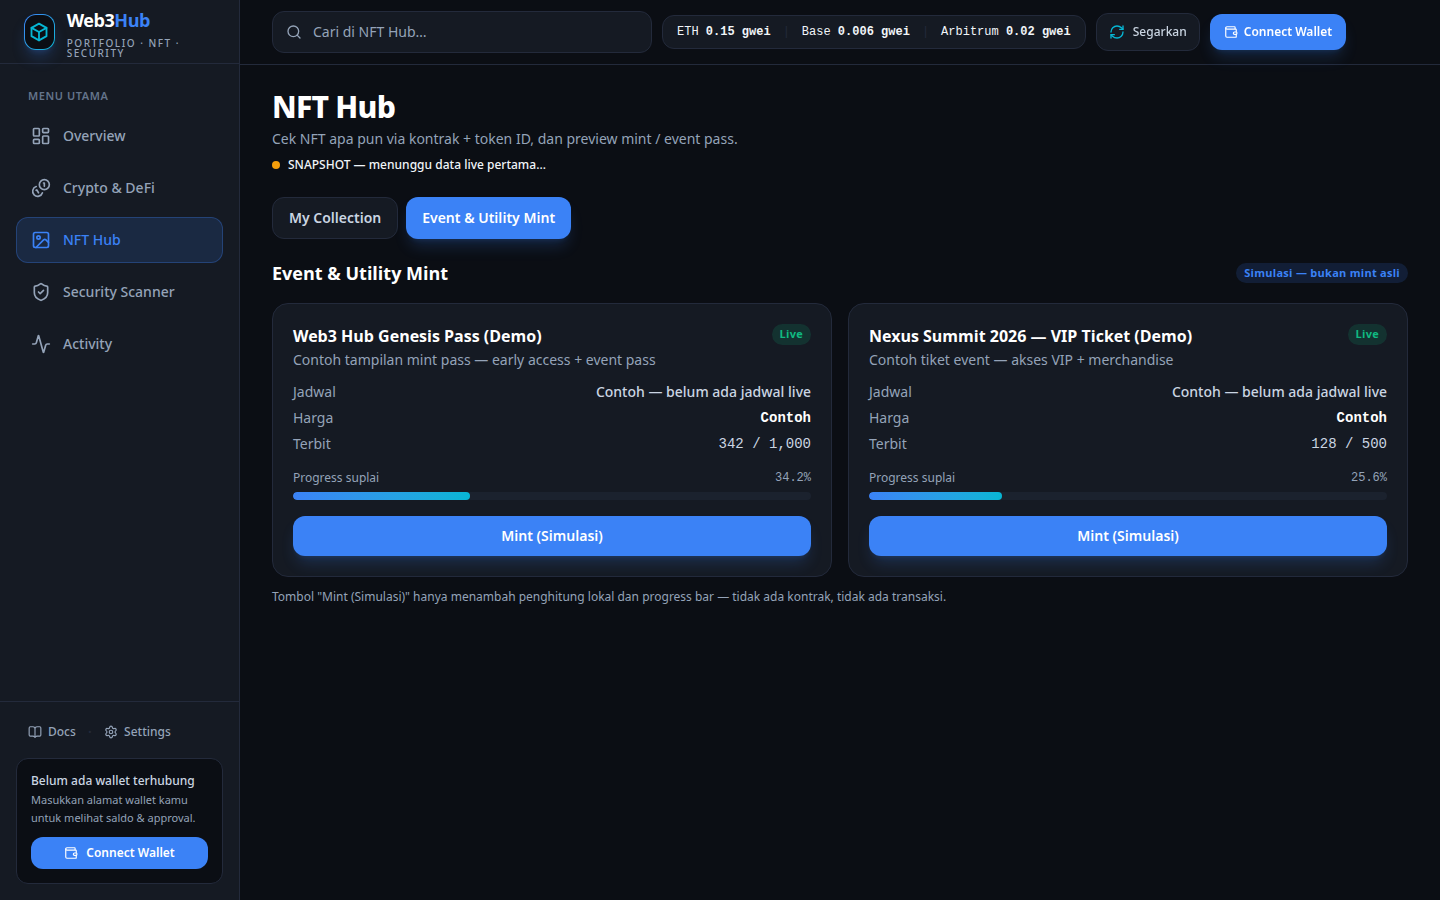 Web3Hub
PORTFOLIO · NFT ·
SECURITY
MENU UTAMA
Overview
Crypto & DeFi
NFT Hub
Security Scanner
Activity
Docs · Settings
Belum ada wallet terhubung
Masukkan alamat wallet kamu
untuk melihat saldo & approval.
Connect Wallet
Cari di NFT Hub...
ETH 0.15 gwei | Base 0.006 gwei | Arbitrum 0.02 gwei
Segarkan
Connect Wallet
NFT Hub
Cek NFT apa pun via kontrak + token ID, dan preview mint / event pass.
SNAPSHOT — menunggu data live pertama...
My Collection
Event & Utility Mint
Event & Utility Mint
Simulasi — bukan mint asli
Web3 Hub Genesis Pass (Demo)
Live
Contoh tampilan mint pass — early access + event pass
Jadwal Contoh — belum ada jadwal live
Harga Contoh
Terbit 342 / 1,000
Progress suplai 34.2%
Mint (Simulasi)
Nexus Summit 2026 — VIP Ticket (Demo)
Live
Contoh tiket event — akses VIP + merchandise
Jadwal Contoh — belum ada jadwal live
Harga Contoh
Terbit 128 / 500
Progress suplai 25.6%
Mint (Simulasi)
Tombol "Mint (Simulasi)" hanya menambah penghitung lokal dan progress bar — tidak ada kontrak, tidak ada transaksi.